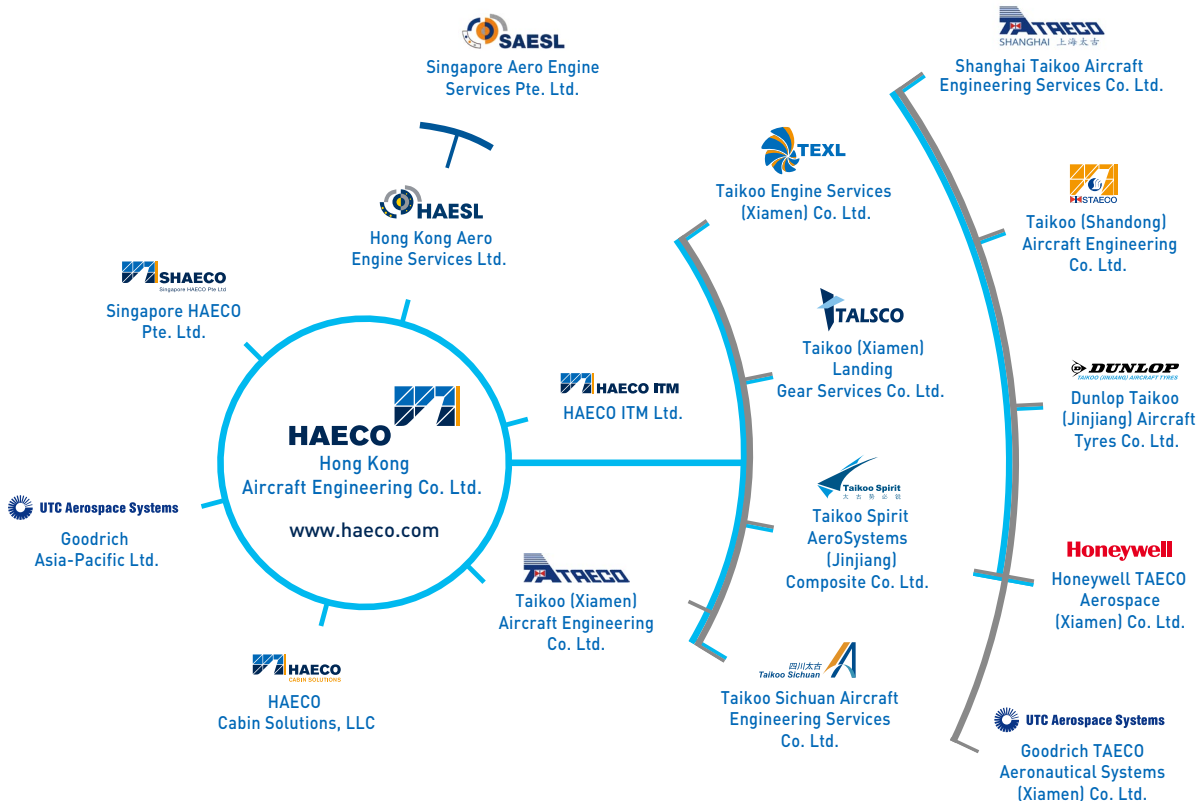 SAESL
Singapore Aero Engine
Services Pte. Ltd.
TATAECO
SHANGHAI 上海太古
Shanghai Taikoo Aircraft
Engineering Services Co. Ltd.
TEXL
Taikoo Engine Services
(Xiamen) Co. Ltd.
STAECO
Taikoo (Shandong)
Aircraft Engineering
Co. Ltd.
HAESL
Hong Kong Aero
Engine Services Ltd.
SHAECO
Singapore HAECO Pte Ltd
Singapore HAECO
Pte. Ltd.
TALSCO
Taikoo (Xiamen)
Landing
Gear Services Co. Ltd.
HAECO ITM
HAECO ITM Ltd.
DUNLOP
TAIKOO (JINJIANG) AIRCRAFT TYRES
Dunlop Taikoo
(Jinjiang) Aircraft
Tyres Co. Ltd.
HAECO
Hong Kong
Aircraft Engineering Co. Ltd.
www.haeco.com
UTC Aerospace Systems
Goodrich
Asia-Pacific Ltd.
Taikoo Spirit
太古势必锐
Taikoo Spirit
AeroSystems
(Jinjiang)
Composite Co. Ltd.
Honeywell
Honeywell TAECO
Aerospace
(Xiamen) Co. Ltd.
TATAECO
Taikoo (Xiamen)
Aircraft Engineering
Co. Ltd.
HAECO
CABIN SOLUTIONS
HAECO
Cabin Solutions, LLC
四川太古
Taikoo Sichuan
Taikoo Sichuan Aircraft
Engineering Services
Co. Ltd.
UTC Aerospace Systems
Goodrich TAECO
Aeronautical Systems
(Xiamen) Co. Ltd.